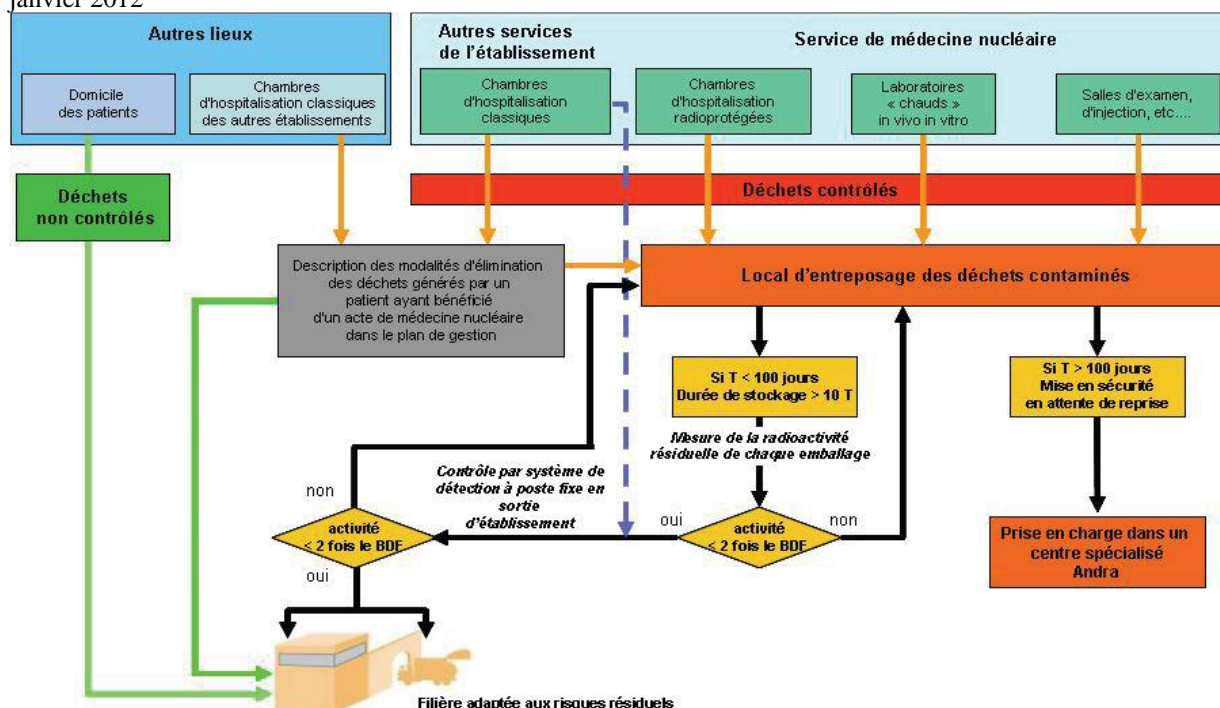 janvier 2012
Autres lieux
Domicile
des patients
Chambres
d'hospitalisation classiques
des autres établissements
Autres services
de l'établissement
Service de médecine nucléaire
Chambres
d'hospitalisation
classiques
Chambres
d'hospitalisation
radioprotégées
Laboratoires
« chauds »
in vivo in vitro
Salles d'examen,
d'injection, etc....
Déchets
non contrôlés
Déchets contrôlés
Description des modalités d'élimination
des déchets générés par un
patient ayant bénéficié
d'un acte de médecine nucléaire
dans le plan de gestion
Local d'entreposage des déchets contaminés
Si T < 100 jours
Durée de stockage > 10 T
Si T > 100 jours
Mise en sécurité
en attente de reprise
Mesure de la radioactivité
résiduelle de chaque emballage
Contrôle par système de
détection à poste fixe en
sortie
d'établissement
non
activité
< 2 fois le BDF
oui
oui
activité
< 2 fois le BDF
non
Prise en charge dans un
centre spécialisé
Andra
Filière adaptée aux risques résiduels